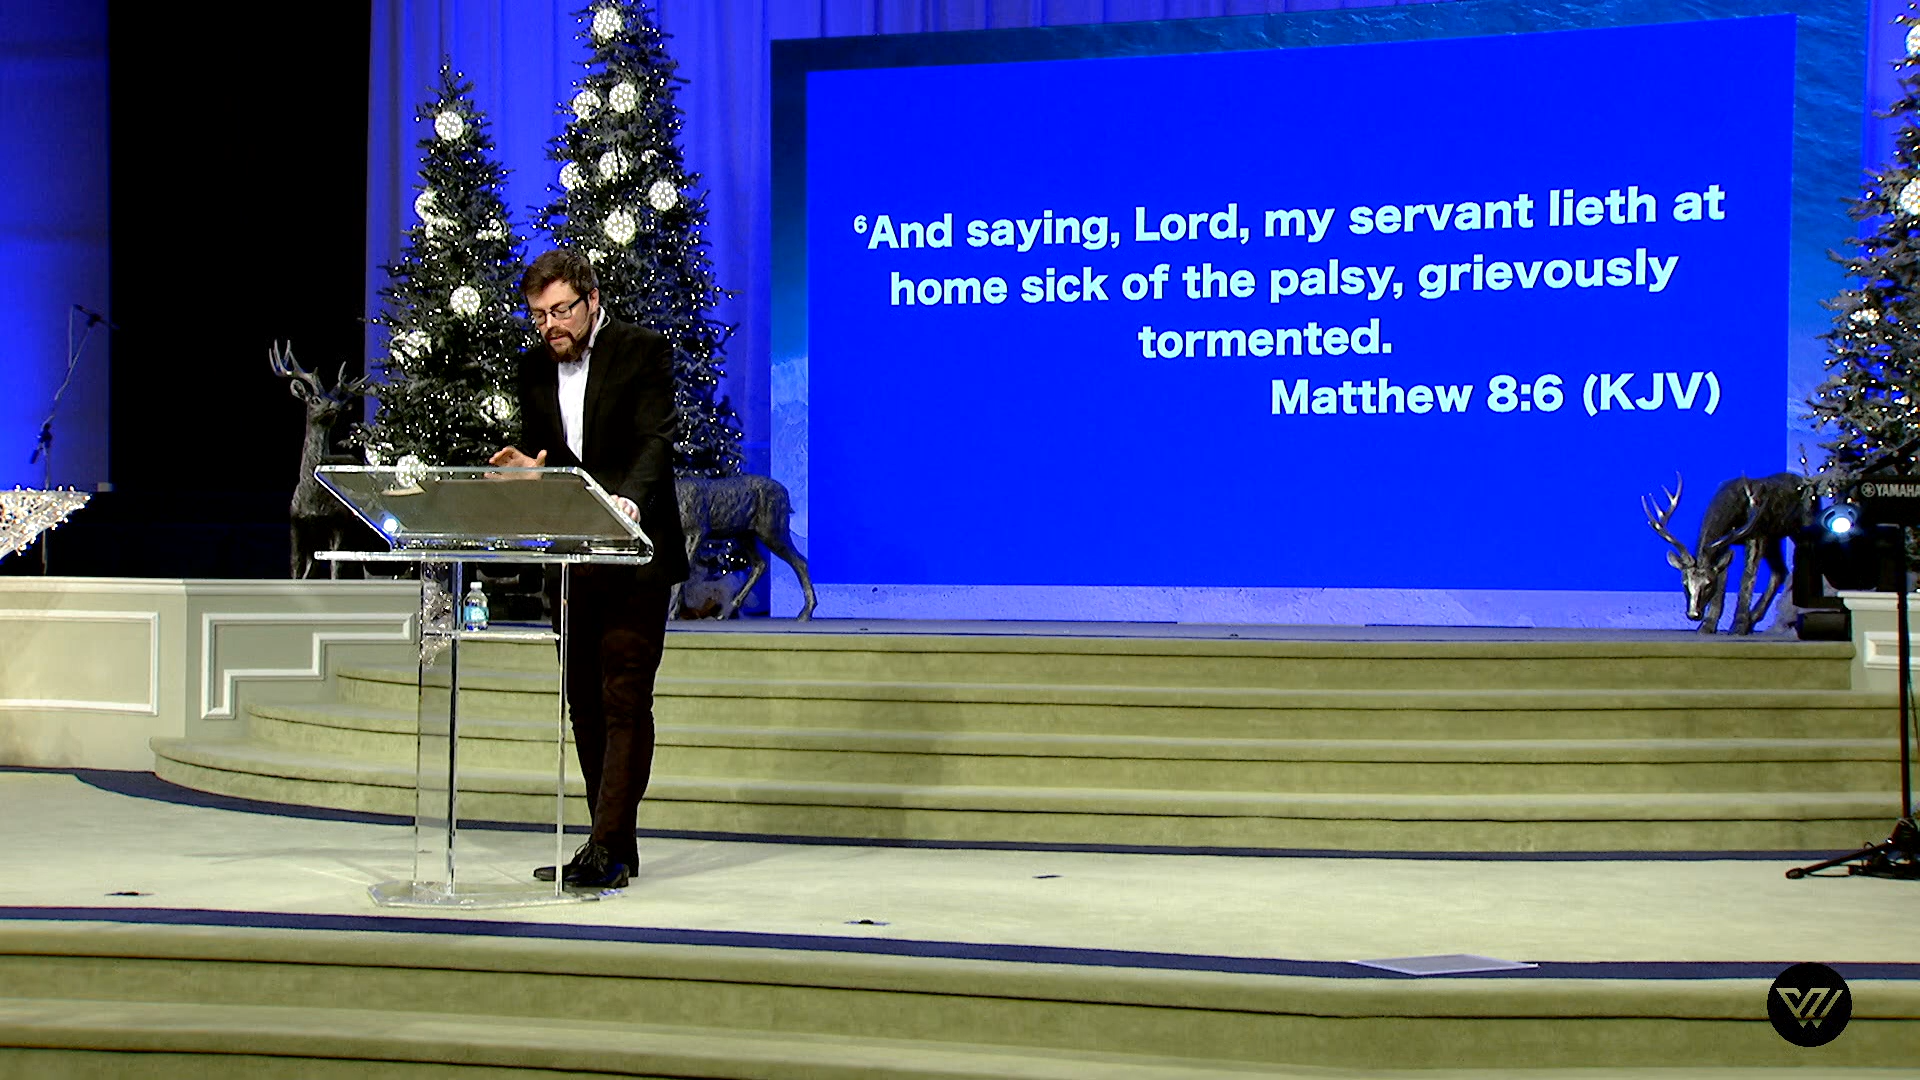 ⁶And saying, Lord, my servant lieth at
home sick of the palsy, grievously
tormented.
Matthew 8:6 (KJV)
YAMAHA
W